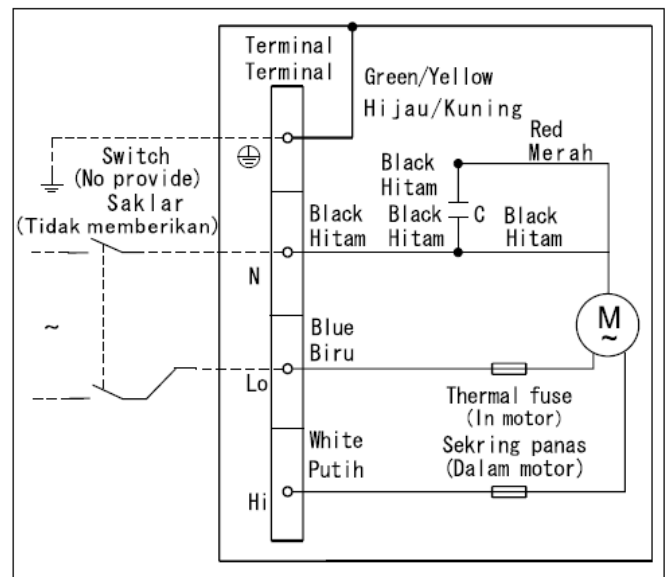 Terminal
Terminal
Green/Yellow
Hijau/Kuning
Red
Merah
Switch
(No provide)
Saklar
(Tidak memberikan)
Black
Hitam
Black
Hitam
Black
Hitam
C
Black
Hitam
N
M
~
~
Blue
Biru
Lo
Thermal fuse
(In motor)
Sekring panas
(Dalam motor)
White
Putih
Hi